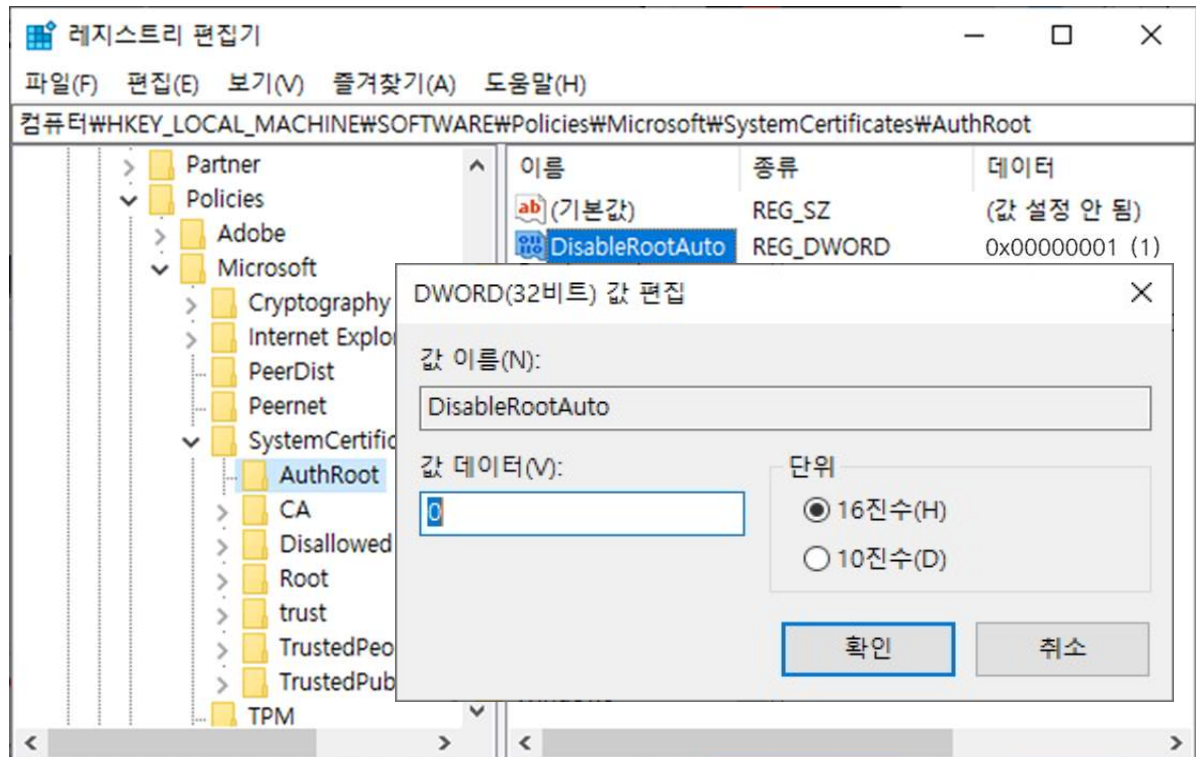 레지스트리 편집기
파일(F) 편집(E) 보기(V) 즐겨찾기(A) 도움말(H)
컴퓨터₩HKEY_LOCAL_MACHINE₩SOFTWARE₩Policies₩Microsoft₩SystemCertificates₩AuthRoot
Partner
Policies
Adobe
Microsoft
Cryptography
Internet Explo
PeerDist
Peernet
SystemCertific
AuthRoot
CA
Disallowed
Root
trust
TrustedPeo
TrustedPub
TPM
이름 종류 데이터
(기본값) REG_SZ (값 설정 안 됨)
DisableRootAuto REG_DWORD 0x00000001 (1)
DWORD(32비트) 값 편집
값 이름(N):
DisableRootAuto
값 데이터(V):
0
단위
16진수(H)
10진수(D)
확인 취소